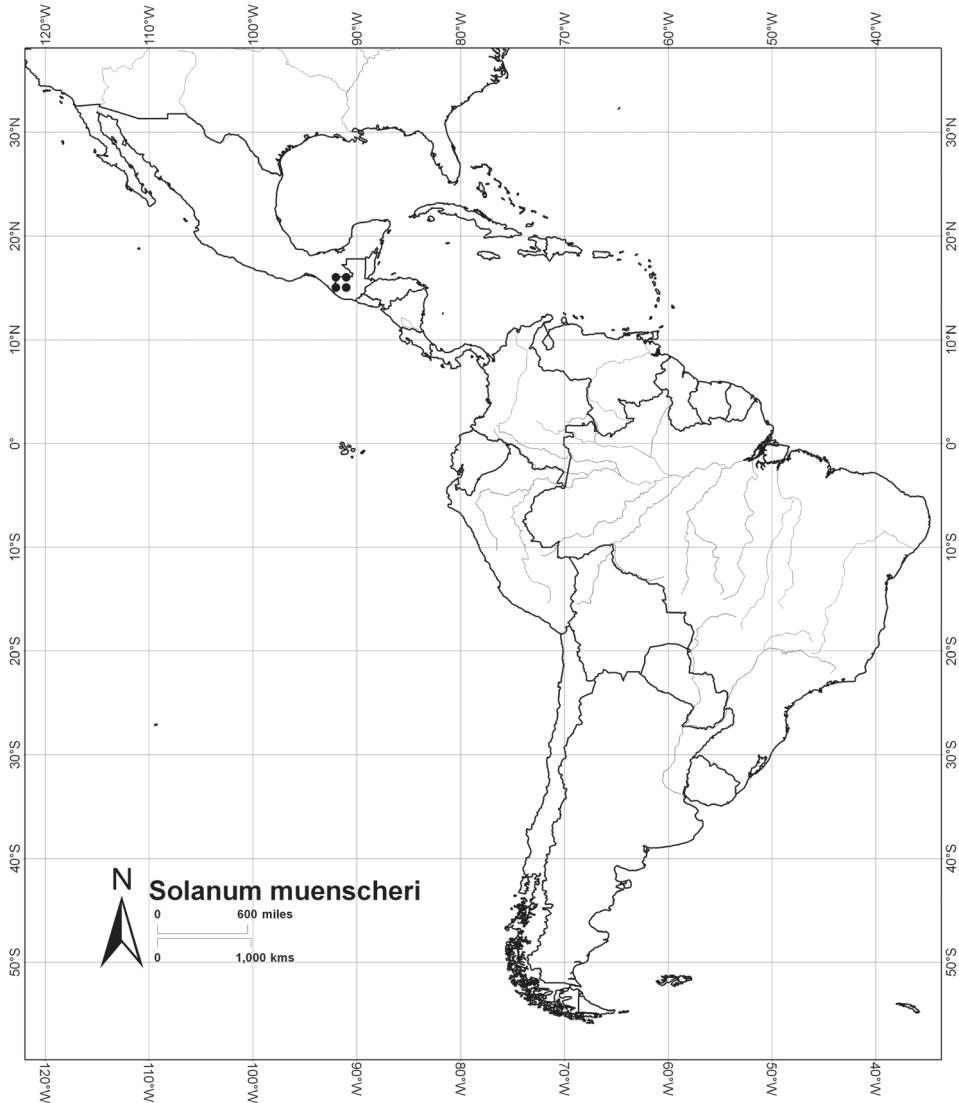 120°W 110°W 100°W 90°W 80°W 70°W 60°W 50°W 40°W
30°N 30°N
20°N 20°N
10°N 10°N
0° 0°
10°S 10°S
20°S 20°S
30°S 30°S
40°S 40°S
N
Solanum muenscheri
0 600 miles
0 1,000 kms
50°S 50°S
120°W 110°W 100°W 90°W 80°W 70°W 60°W 50°W 40°W